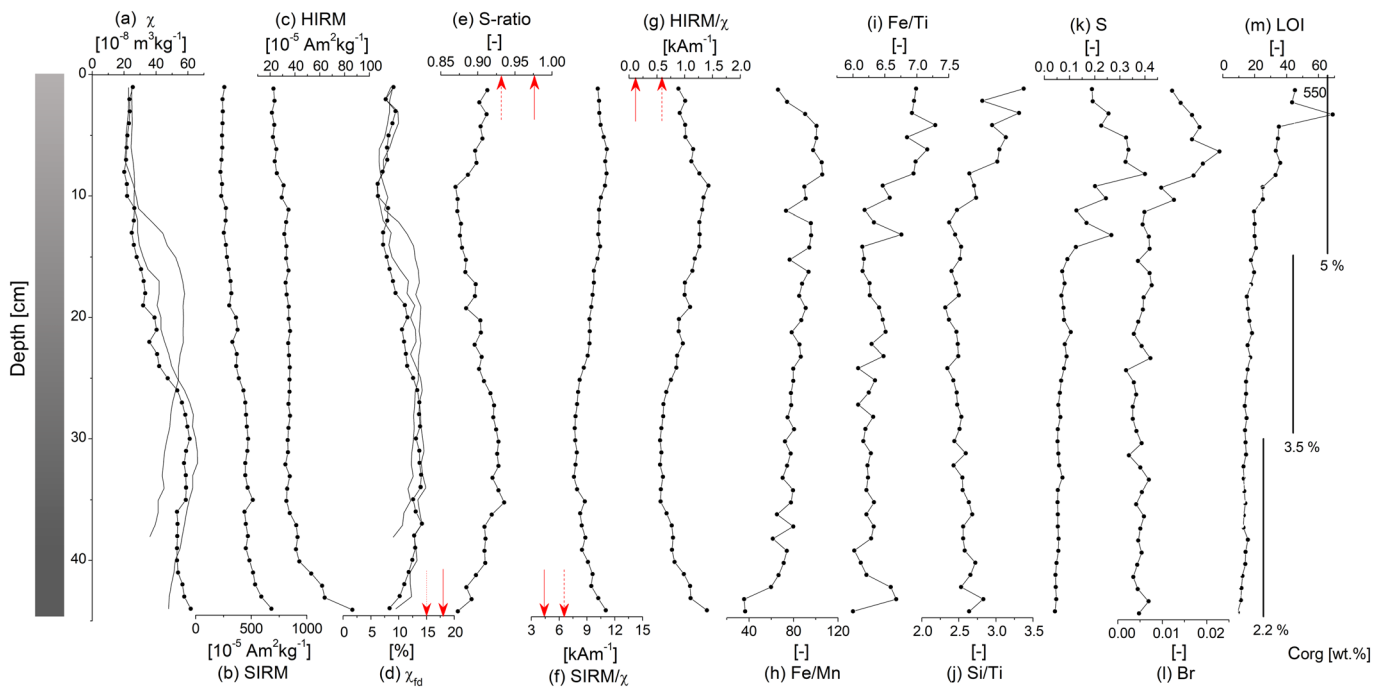 (a) χ (c) HIRM (e) S-ratio (g) HIRM/χ (i) Fe/Ti (k) S (m) LOI
[10⁻⁸ m³kg⁻¹] [10⁻⁵ Am²kg⁻¹] [-] [kAm⁻¹] [-] [-] [-]
0 20 40 60 20 40 60 80 100 0.85 0.90 0.95 1.00 0.0 0.5 1.0 1.5 2.0 6.0 6.5 7.0 7.5 0.0 0.2 0.4 10 20 30 40 60
550
0
10
20
30
40
Depth [cm]
5 %
3.5 %
2.2 %
0 500 1000 0 5 10 15 20 3 6 9 12 15 40 80 120 2.0 2.5 3.0 3.5 0.00 0.01 0.02
[10⁻⁵ Am²kg⁻¹] [%] [kAm⁻¹] [-] [-] [-] Corg [wt.%]
(b) SIRM (d) χfd (f) SIRM/χ (h) Fe/Mn (j) Si/Ti (l) Br